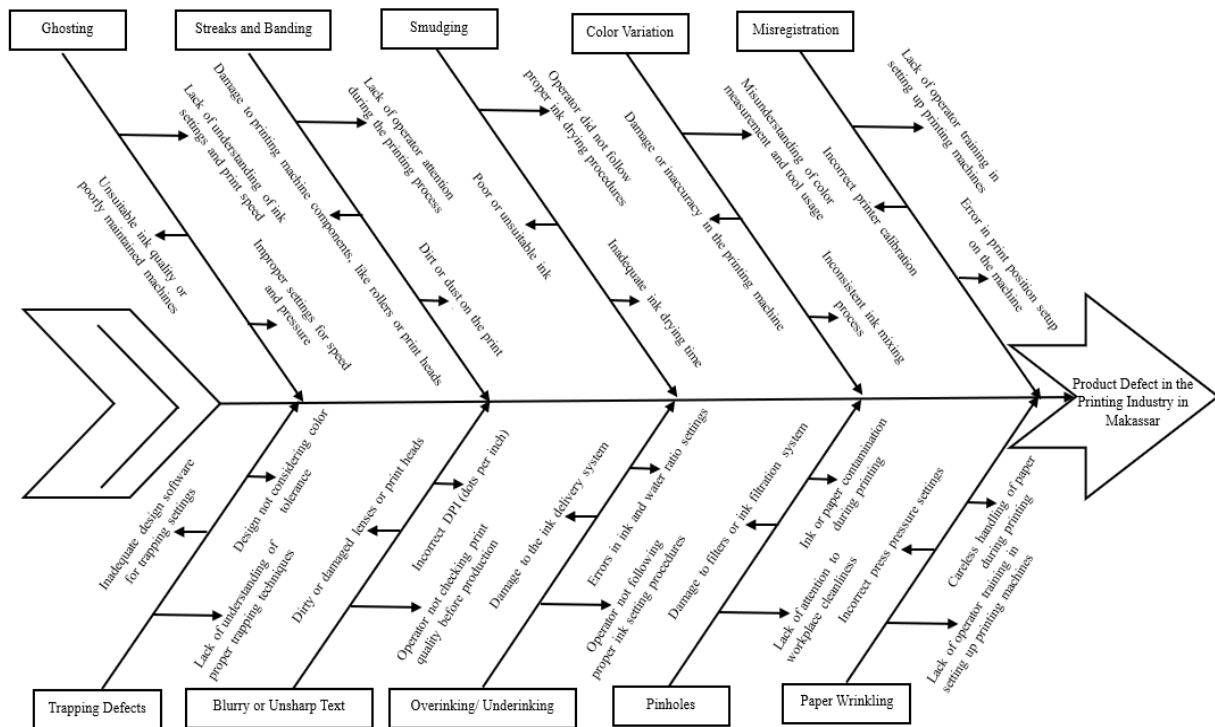 Ghosting
Streaks and Banding
Smudging
Color Variation
Misregistration
Lack of understanding of ink
settings and print speed
Unsuitable ink quality or
poorly maintained machines
Improper settings for speed
and pressure
Lack of operator attention
during the printing process
Damage to printing machine components, like rollers or print heads
Dirt or dust on the print
Operator did not follow
proper ink drying procedures
Poor or unsuitable ink
Inadequate ink drying time
Misunderstanding of color
measurement and tool usage
Damage or inaccuracy in the printing machine
Inconsistent ink mixing
process
Lack of operator training in
setting up printing machines
Incorrect printer calibration
Error in print position setup
on the machine
Product Defect in the
Printing Industry in
Makassar
Design not considering color
tolerance
Inadequate design software
for trapping settings
Lack of understanding of
proper trapping techniques
Incorrect DPI (dots per inch)
Dirty or damaged lenses or print heads
Operator not checking print
quality before production
Errors in ink and water ratio settings
Damage to the ink delivery system
Operator not following
proper ink setting procedures
Ink or paper contamination
during printing
Damage to filters or ink filtration system
Lack of attention to
workplace cleanliness
Careless handling of paper
during printing
Incorrect press pressure settings
Lack of operator training in
setting up printing machines
Trapping Defects
Blurry or Unsharp Text
Overinking/ Underinking
Pinholes
Paper Wrinkling